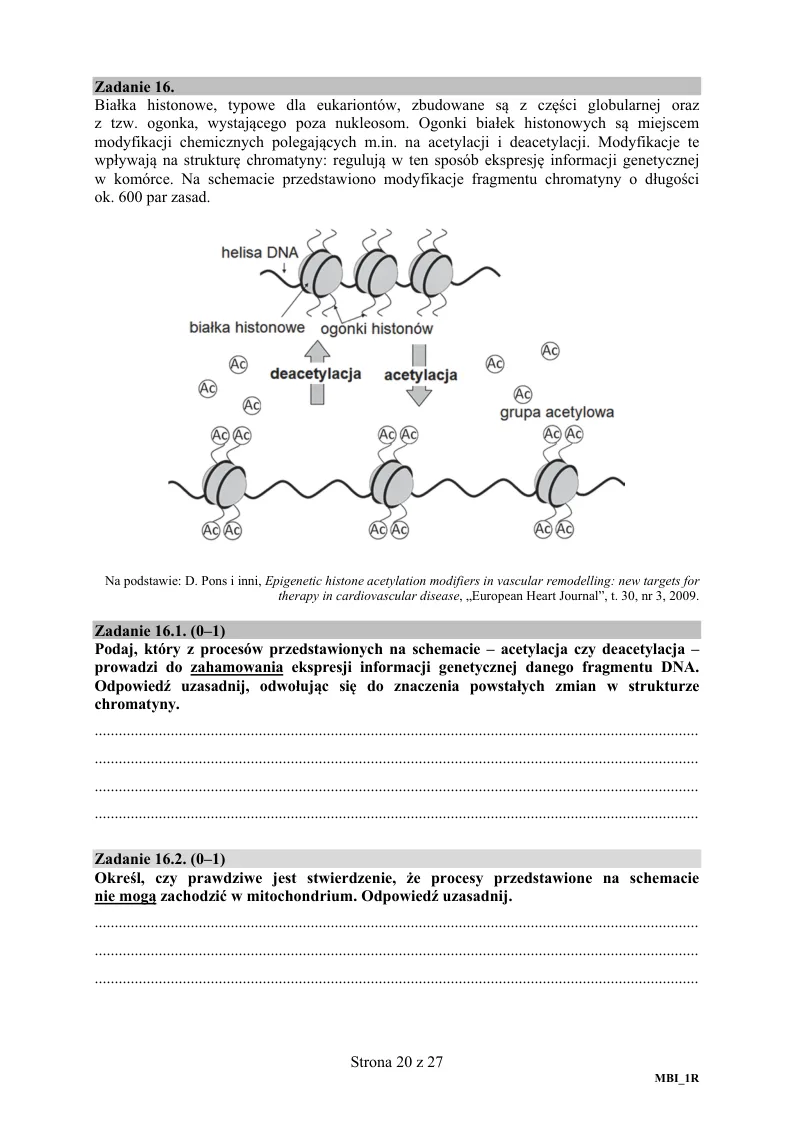 Zadanie 16.
Białka histonowe, typowe dla eukariontów, zbudowane są z części globularnej oraz
z tzw. ogonka, wystającego poza nukleosom. Ogonki białek histonowych są miejscem
modyfikacji chemicznych polegających m.in. na acetylacji i deacetylacji. Modyfikacje te
wpływają na strukturę chromatyny: regulują w ten sposób ekspresję informacji genetycznej
w komórce. Na schemacie przedstawiono modyfikacje fragmentu chromatyny o długości
ok. 600 par zasad.
helisa DNA
białka histonowe ogonki histonów
Ac Ac
Ac deacetylacja acetylacja Ac
Ac Ac
grupa acetylowa
Ac Ac Ac Ac Ac Ac
Ac Ac Ac Ac Ac Ac
Na podstawie: D. Pons i inni, Epigenetic histone acetylation modifiers in vascular remodelling: new targets for
therapy in cardiovascular disease, „European Heart Journal”, t. 30, nr 3, 2009.
Zadanie 16.1. (0–1)
Podaj, który z procesów przedstawionych na schemacie – acetylacja czy deacetylacja –
prowadzi do zahamowania ekspresji informacji genetycznej danego fragmentu DNA.
Odpowiedź uzasadnij, odwołując się do znaczenia powstałych zmian w strukturze
chromatyny.
....................................................................................................
....................................................................................................
....................................................................................................
....................................................................................................
Zadanie 16.2. (0–1)
Określ, czy prawdziwe jest stwierdzenie, że procesy przedstawione na schemacie
nie mogą zachodzić w mitochondrium. Odpowiedź uzasadnij.
....................................................................................................
....................................................................................................
....................................................................................................
Strona 20 z 27
MBI_1R